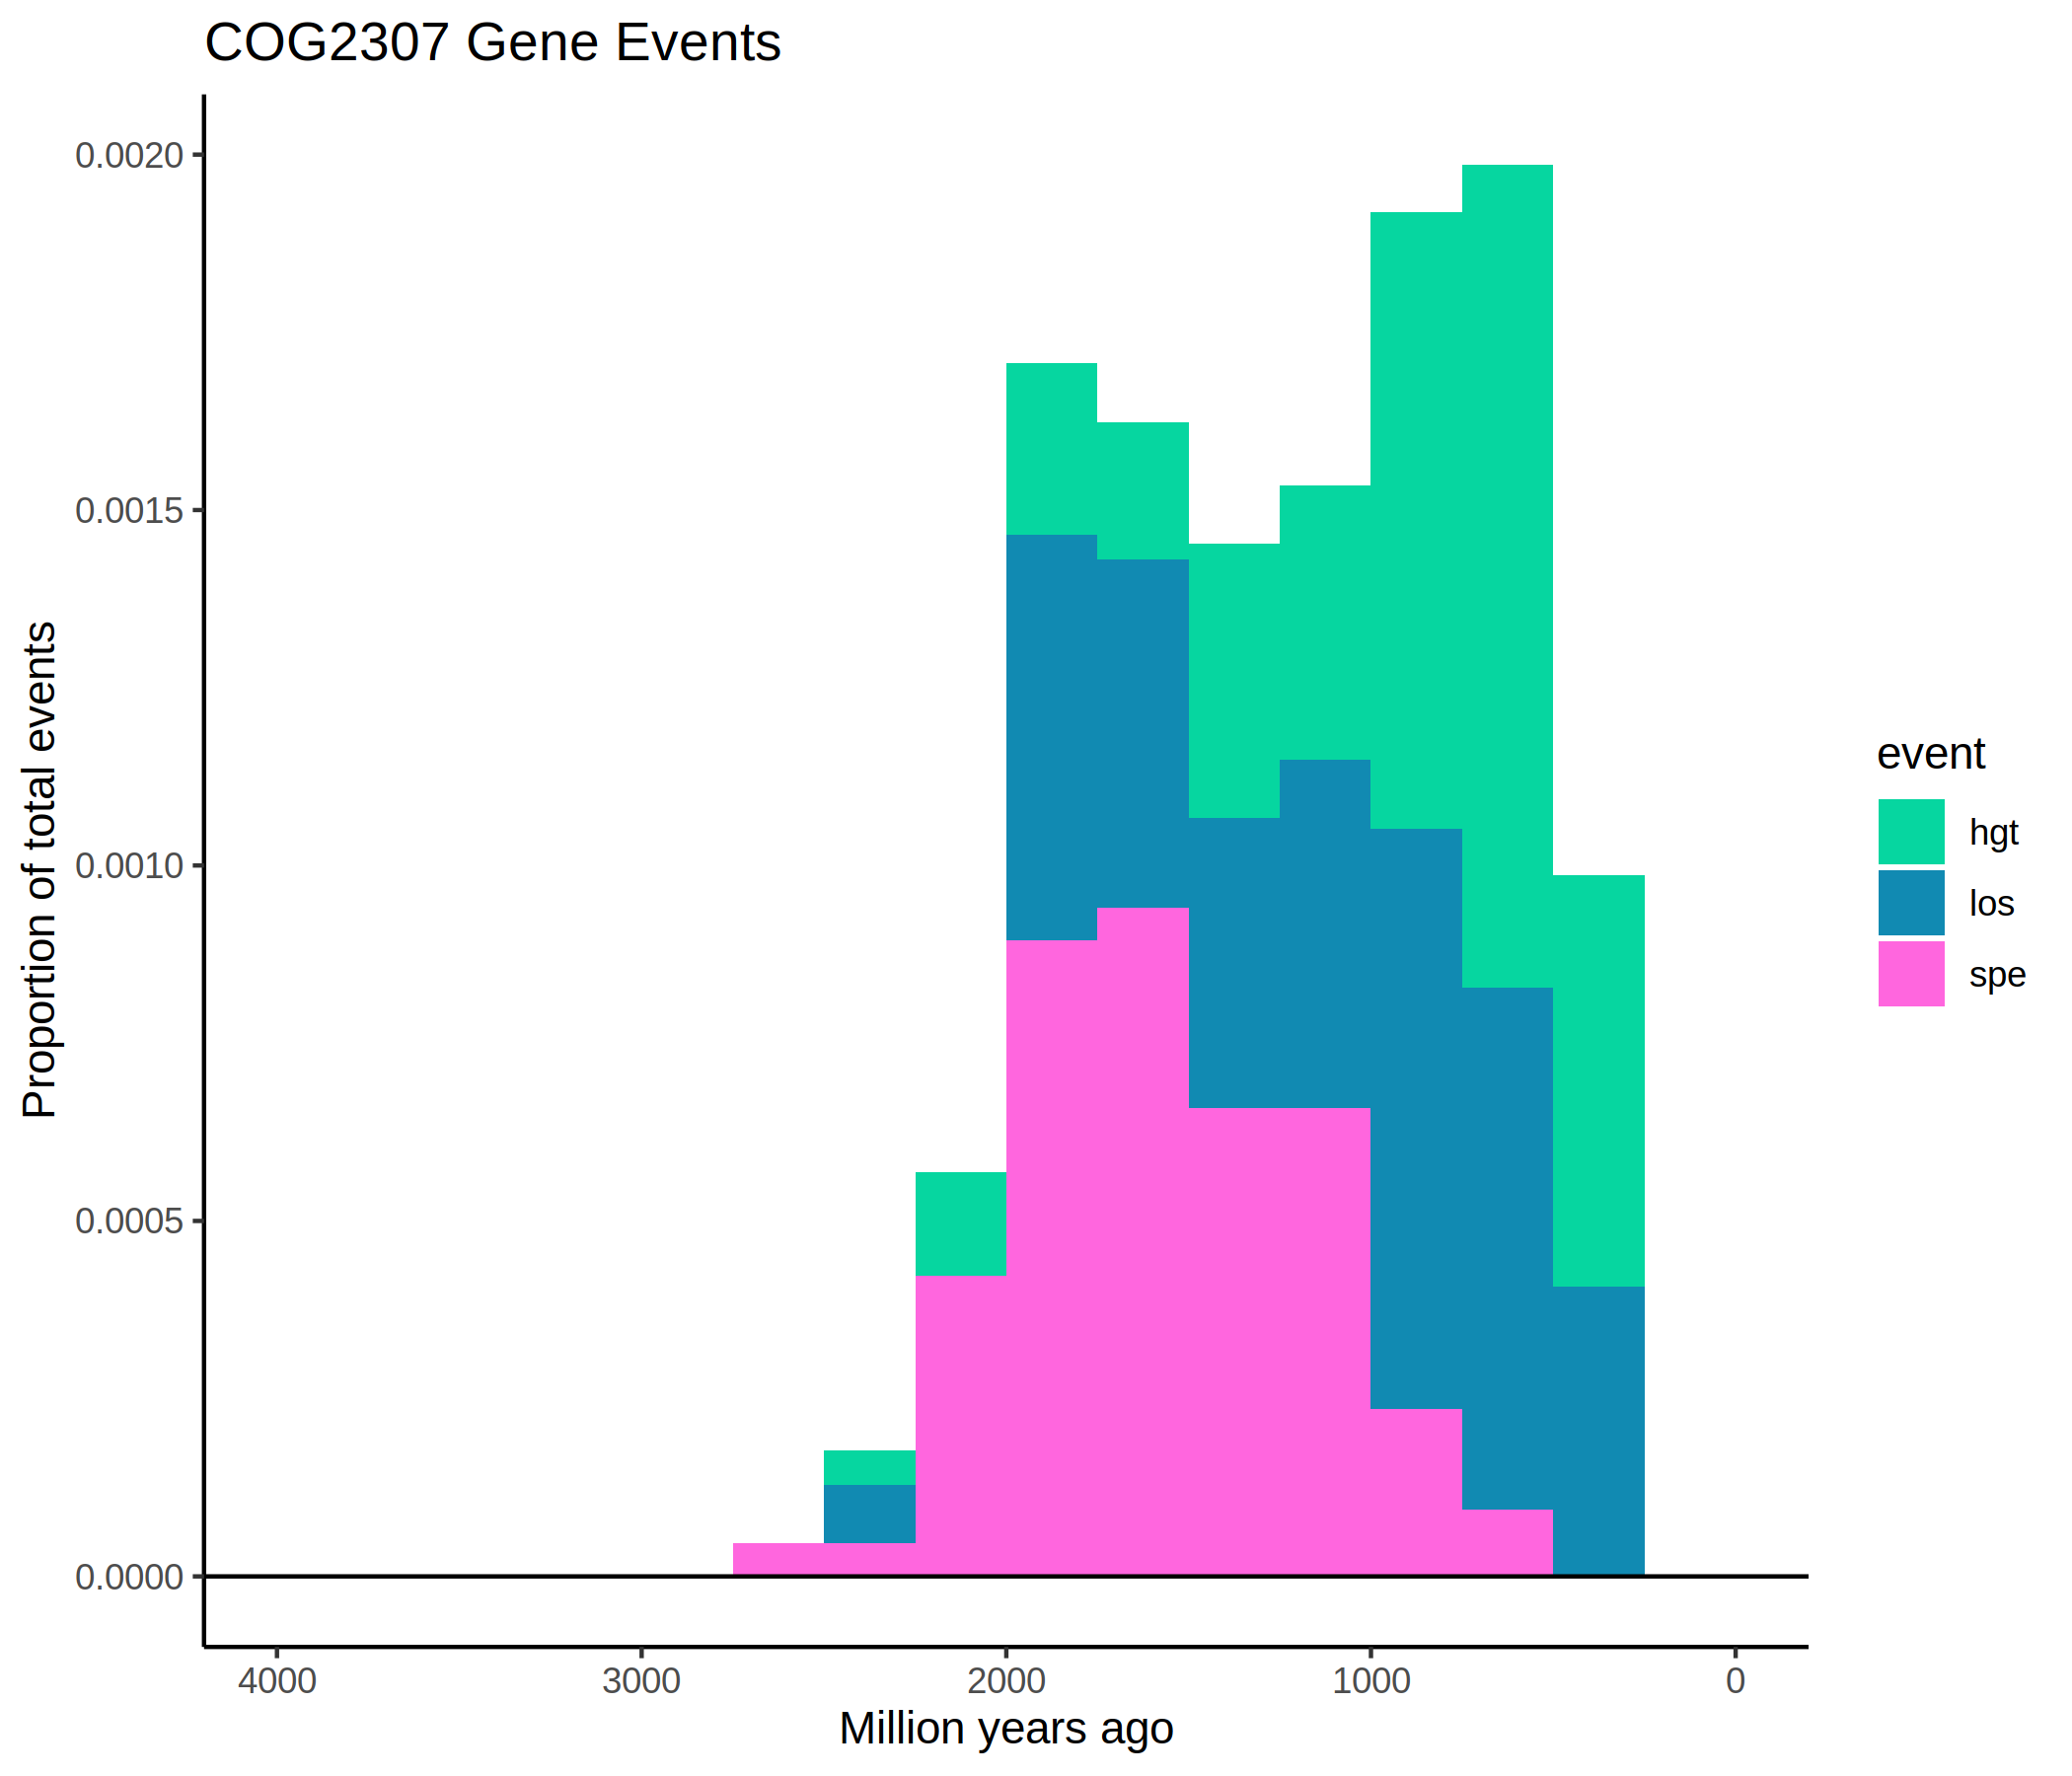 COG2307 Gene Events
Proportion of total events
0.0020
0.0015
0.0010
0.0005
0.0000
4000 3000 2000 1000 0
Million years ago
event
hgt
los
spe